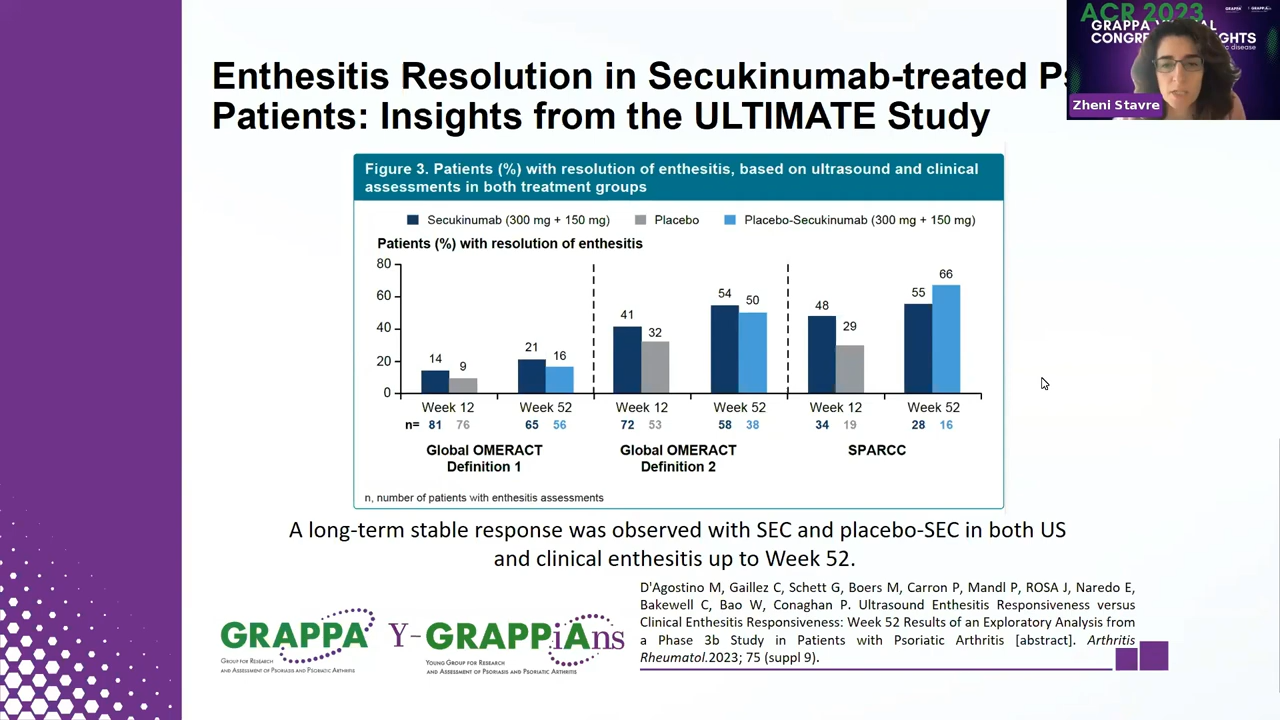 ACR 2023
GRAPPA
CONG
Zheni Stavre
Enthesitis Resolution in Secukinumab-treated
Patients: Insights from the ULTIMATE Study
Figure 3. Patients (%) with resolution of enthesitis, based on ultrasound and clinical
assessments in both treatment groups
Secukinumab (300 mg + 150 mg) Placebo Placebo-Secukinumab (300 mg + 150 mg)
Patients (%) with resolution of enthesitis
80
60
40
20
0
14 9 21 16 41 32 54 50 48 29 55 66
Week 12 Week 52 Week 12 Week 52 Week 12 Week 52
n= 81 76 65 56 72 53 58 38 34 19 28 16
Global OMERACT
Definition 1
Global OMERACT
Definition 2
SPARCC
n, number of patients with enthesitis assessments
A long-term stable response was observed with SEC and placebo-SEC in both US
and clinical enthesitis up to Week 52.
D'Agostino M, Gaillez C, Schett G, Boers M, Carron P, Mandl P, ROSA J, Naredo E,
Bakewell C, Bao W, Conaghan P. Ultrasound Enthesitis Responsiveness versus
Clinical Enthesitis Responsiveness: Week 52 Results of an Exploratory Analysis from
a Phase 3b Study in Patients with Psoriatic Arthritis [abstract]. Arthritis
Rheumatol.2023; 75 (suppl 9).
GRAPPA
Group for Research
and Assessment of Psoriasis and Psoriatic Arthritis
Y-GRAPPiAns
Young Group for Research
and Assessment of Psoriasis and Psoriatic Arthritis